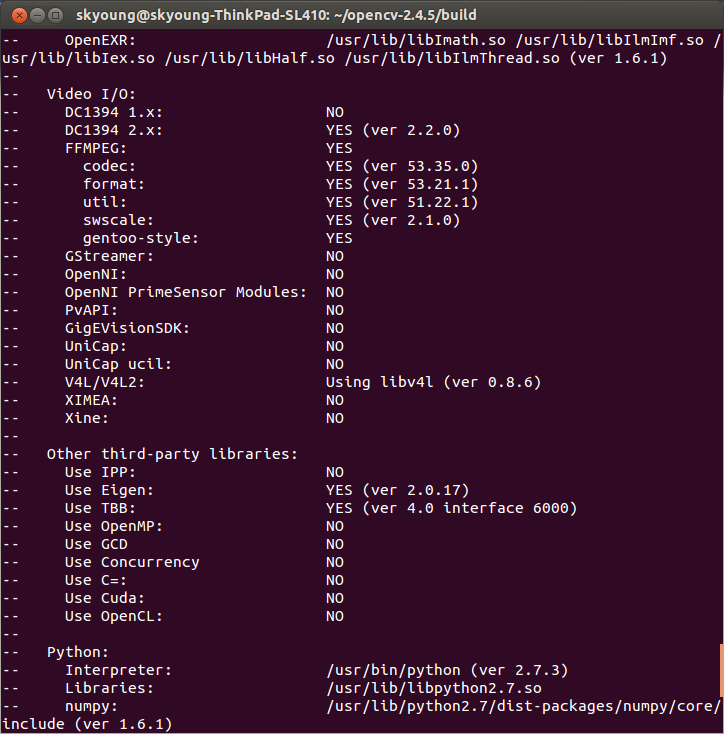 skyoung@skyoung-ThinkPad-SL410: ~/opencv-2.4.5/build
--     OpenEXR:                     /usr/lib/libImath.so /usr/lib/libIlmImf.so /
usr/lib/libIex.so /usr/lib/libHalf.so /usr/lib/libIlmThread.so (ver 1.6.1)
--
--   Video I/O:
--     DC1394 1.x:                  NO
--     DC1394 2.x:                  YES (ver 2.2.0)
--     FFMPEG:                      YES
--       codec:                     YES (ver 53.35.0)
--       format:                    YES (ver 53.21.1)
--       util:                      YES (ver 51.22.1)
--       swscale:                   YES (ver 2.1.0)
--       gentoo-style:              YES
--     GStreamer:                   NO
--     OpenNI:                      NO
--     OpenNI PrimeSensor Modules:  NO
--     PvAPI:                       NO
--     GigEVisionSDK:               NO
--     UniCap:                      NO
--     UniCap ucil:                 NO
--     V4L/V4L2:                    Using libv4l (ver 0.8.6)
--     XIMEA:                       NO
--     Xine:                        NO
--
--   Other third-party libraries:
--     Use IPP:                     NO
--     Use Eigen:                   YES (ver 2.0.17)
--     Use TBB:                     YES (ver 4.0 interface 6000)
--     Use OpenMP:                  NO
--     Use GCD                      NO
--     Use Concurrency              NO
--     Use C=:                      NO
--     Use Cuda:                    NO
--     Use OpenCL:                  NO
--
--   Python:
--     Interpreter:                 /usr/bin/python (ver 2.7.3)
--     Libraries:                   /usr/lib/libpython2.7.so
--     numpy:                       /usr/lib/python2.7/dist-packages/numpy/core/
include (ver 1.6.1)